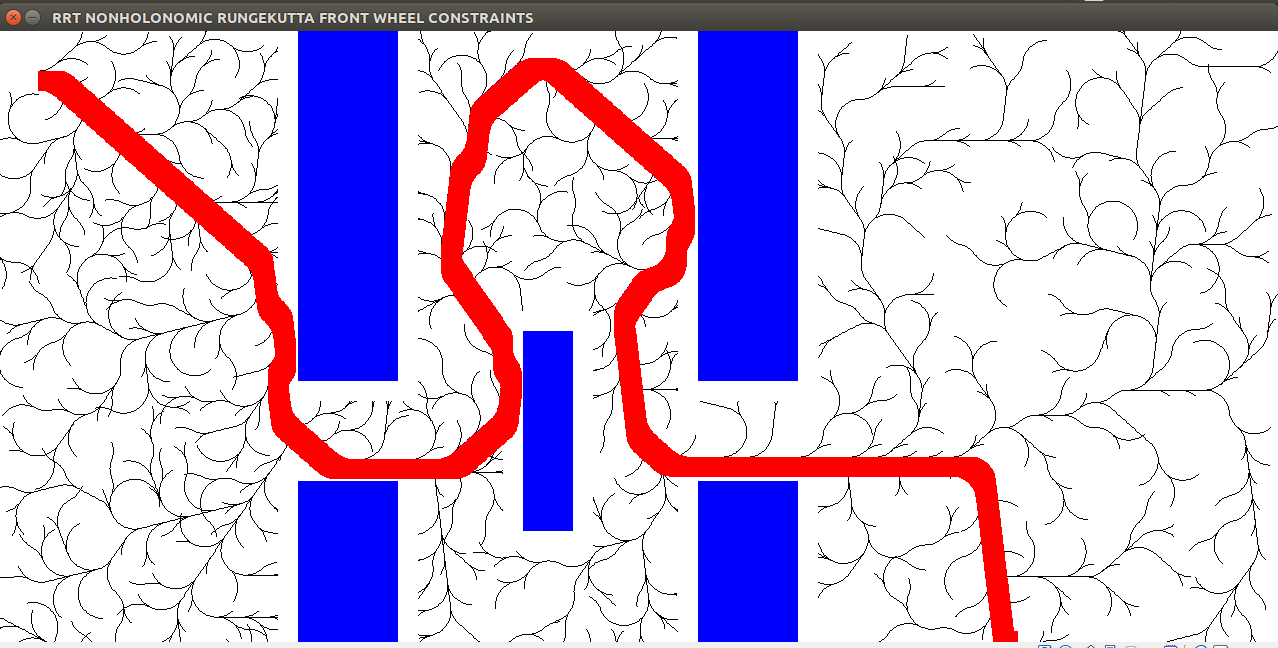 RRT NONHOLONOMIC RUNGEKUTTA FRONT WHEEL CONSTRAINTS